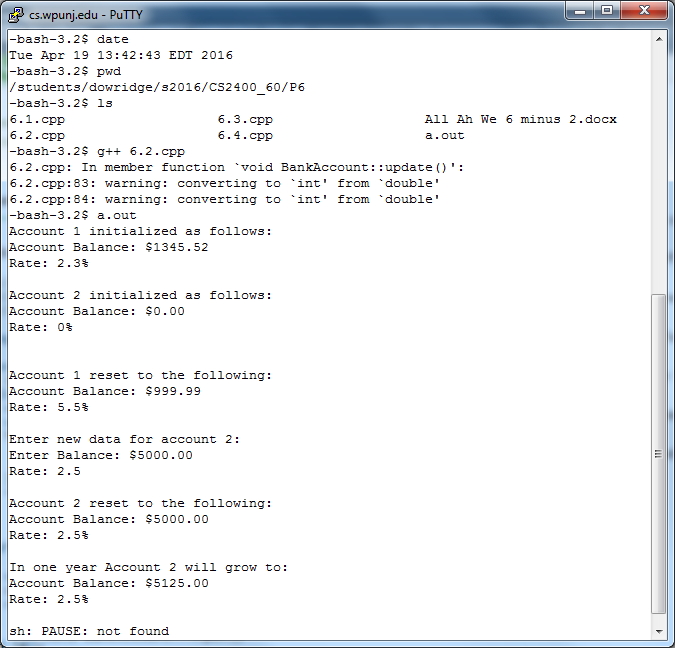 cs.wpunj.edu - PuTTY
-bash-3.2$ date
Tue Apr 19 13:42:43 EDT 2016
-bash-3.2$ pwd
/students/dowridge/s2016/CS2400_60/P6
-bash-3.2$ ls
6.1.cpp 6.3.cpp All Ah We 6 minus 2.docx
6.2.cpp 6.4.cpp a.out
-bash-3.2$ g++ 6.2.cpp
6.2.cpp: In member function `void BankAccount::update()':
6.2.cpp:83: warning: converting to `int' from `double'
6.2.cpp:84: warning: converting to `int' from `double'
-bash-3.2$ a.out
Account 1 initialized as follows:
Account Balance: $1345.52
Rate: 2.3%
Account 2 initialized as follows:
Account Balance: $0.00
Rate: 0%
Account 1 reset to the following:
Account Balance: $999.99
Rate: 5.5%
Enter new data for account 2:
Enter Balance: $5000.00
Rate: 2.5
Account 2 reset to the following:
Account Balance: $5000.00
Rate: 2.5%
In one year Account 2 will grow to:
Account Balance: $5125.00
Rate: 2.5%
sh: PAUSE: not found